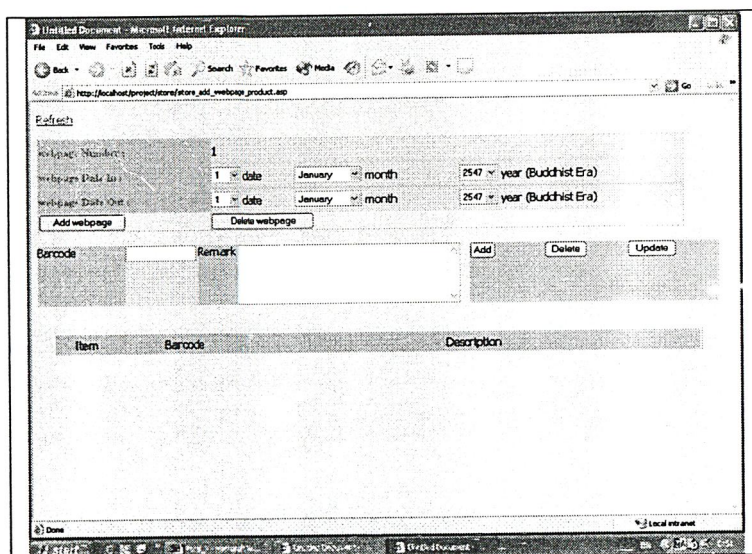 Untitled Document - Microsoft Internet Explorer
File Edit View Favorites Tools Help
Back Search Favorites Media
http://localhost/project/store/store_add_webpage_product.asp Go
Refresh
webpage Number: 1
webpage Date In: 1 date January month 2547 year (Buddhist Era)
webpage Date Out: 1 date January month 2547 year (Buddhist Era)
Add webpage Delete webpage
Barcode Remark Add Delete Update
Item Barcode Description
Done Local intranet
Untitled Document